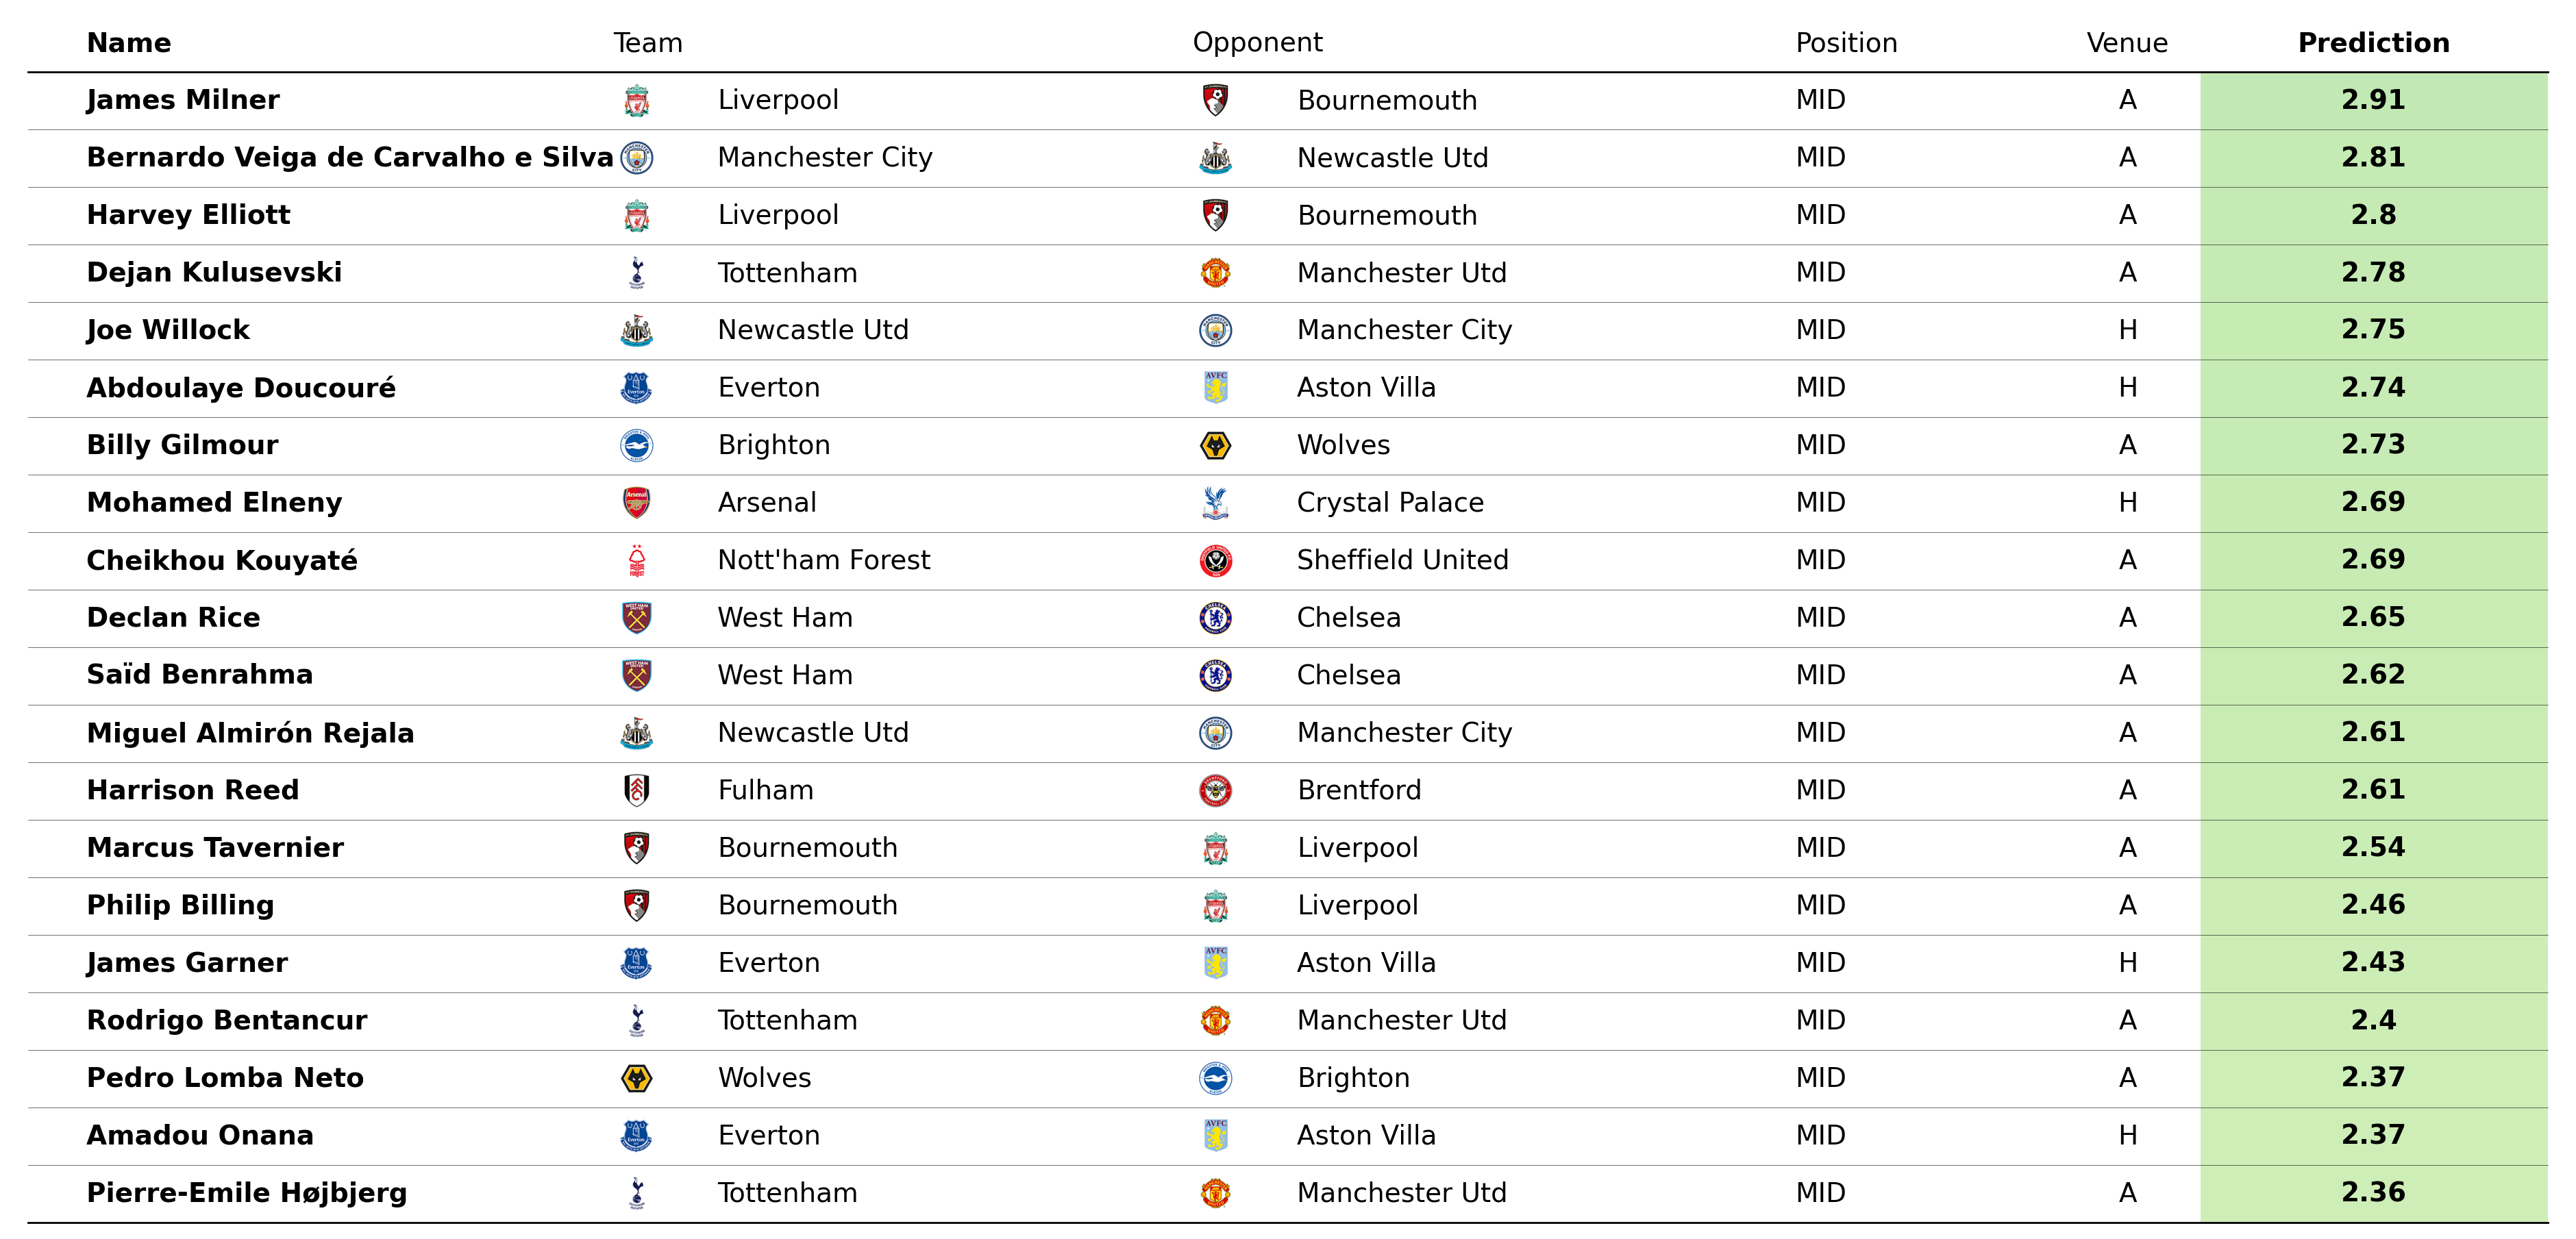 Name Team Opponent Position Venue Prediction
James Milner Liverpool Bournemouth MID A 2.91
Bernardo Veiga de Carvalho e Silva Manchester City Newcastle Utd MID A 2.81
Harvey Elliott Liverpool Bournemouth MID A 2.8
Dejan Kulusevski Tottenham Manchester Utd MID A 2.78
Joe Willock Newcastle Utd Manchester City MID H 2.75
Abdoulaye Doucouré Everton Aston Villa MID H 2.74
Billy Gilmour Brighton Wolves MID A 2.73
Mohamed Elneny Arsenal Crystal Palace MID H 2.69
Cheikhou Kouyaté Nott'ham Forest Sheffield United MID A 2.69
Declan Rice West Ham Chelsea MID A 2.65
Saïd Benrahma West Ham Chelsea MID A 2.62
Miguel Almirón Rejala Newcastle Utd Manchester City MID A 2.61
Harrison Reed Fulham Brentford MID A 2.61
Marcus Tavernier Bournemouth Liverpool MID A 2.54
Philip Billing Bournemouth Liverpool MID A 2.46
James Garner Everton Aston Villa MID H 2.43
Rodrigo Bentancur Tottenham Manchester Utd MID A 2.4
Pedro Lomba Neto Wolves Brighton MID A 2.37
Amadou Onana Everton Aston Villa MID H 2.37
Pierre-Emile Højbjerg Tottenham Manchester Utd MID A 2.36